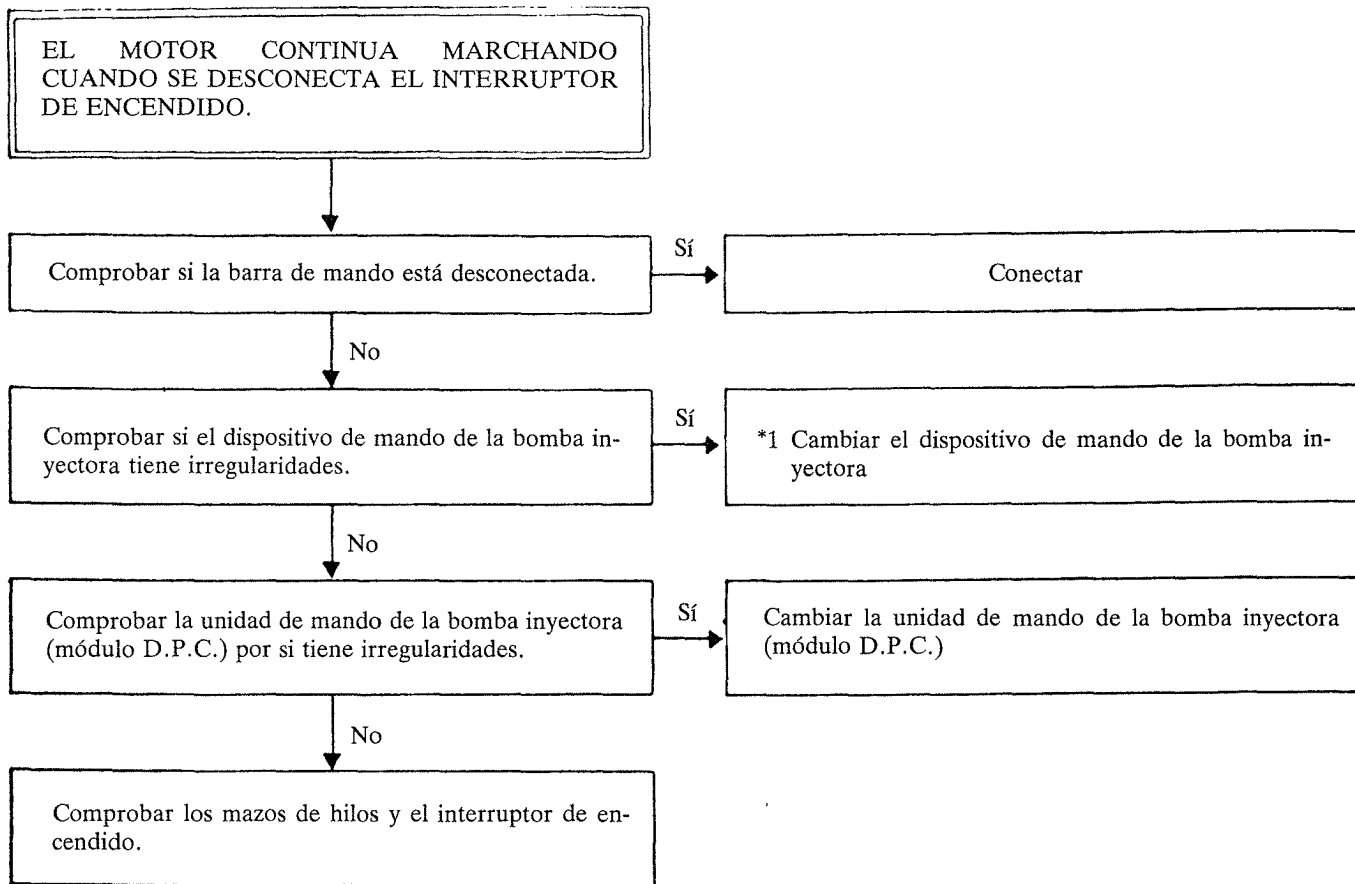 EL MOTOR CONTINUA MARCHANDO
CUANDO SE DESCONECTA EL INTERRUPTOR
DE ENCENDIDO.
Comprobar si la barra de mando está desconectada.
Sí
Conectar
No
Comprobar si el dispositivo de mando de la bomba in-
yectora tiene irregularidades.
Sí
*1 Cambiar el dispositivo de mando de la bomba in-
yectora
No
Comprobar la unidad de mando de la bomba inyectora
(módulo D.P.C.) por si tiene irregularidades.
Sí
Cambiar la unidad de mando de la bomba inyectora
(módulo D.P.C.)
No
Comprobar los mazos de hilos y el interruptor de en-
cendido.